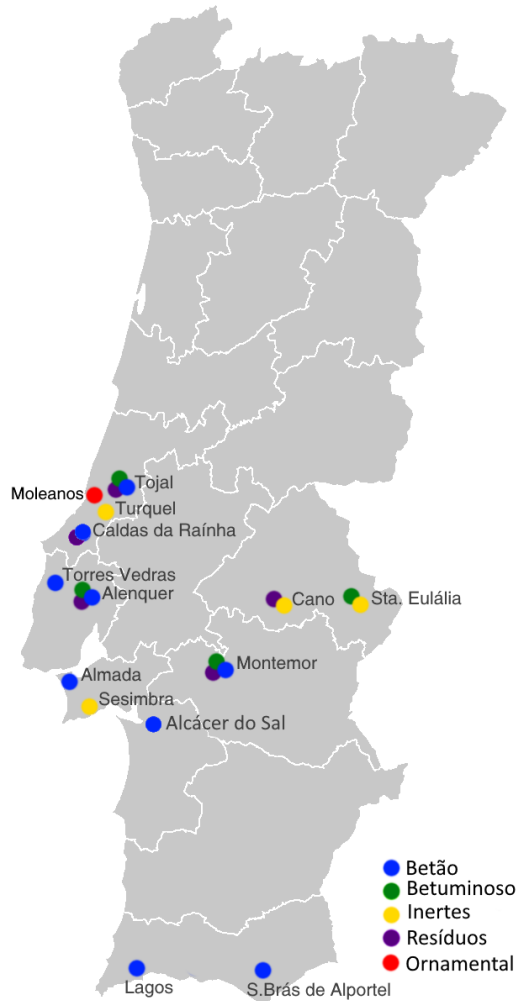 Tojal
Moleanos
Turquel
Caldas da Raínha
Torres Vedras
Alenquer
Cano
Sta. Eulália
Montemor
Almada
Sesimbra
Alcácer do Sal
Betão
Betuminoso
Inertes
Resíduos
Ornamental
Lagos
S.Brás de Alportel